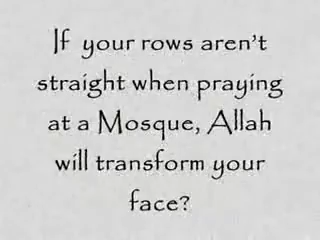 If your rows aren't
straight when praying
at a Mosque, Allah
will transform your
face?